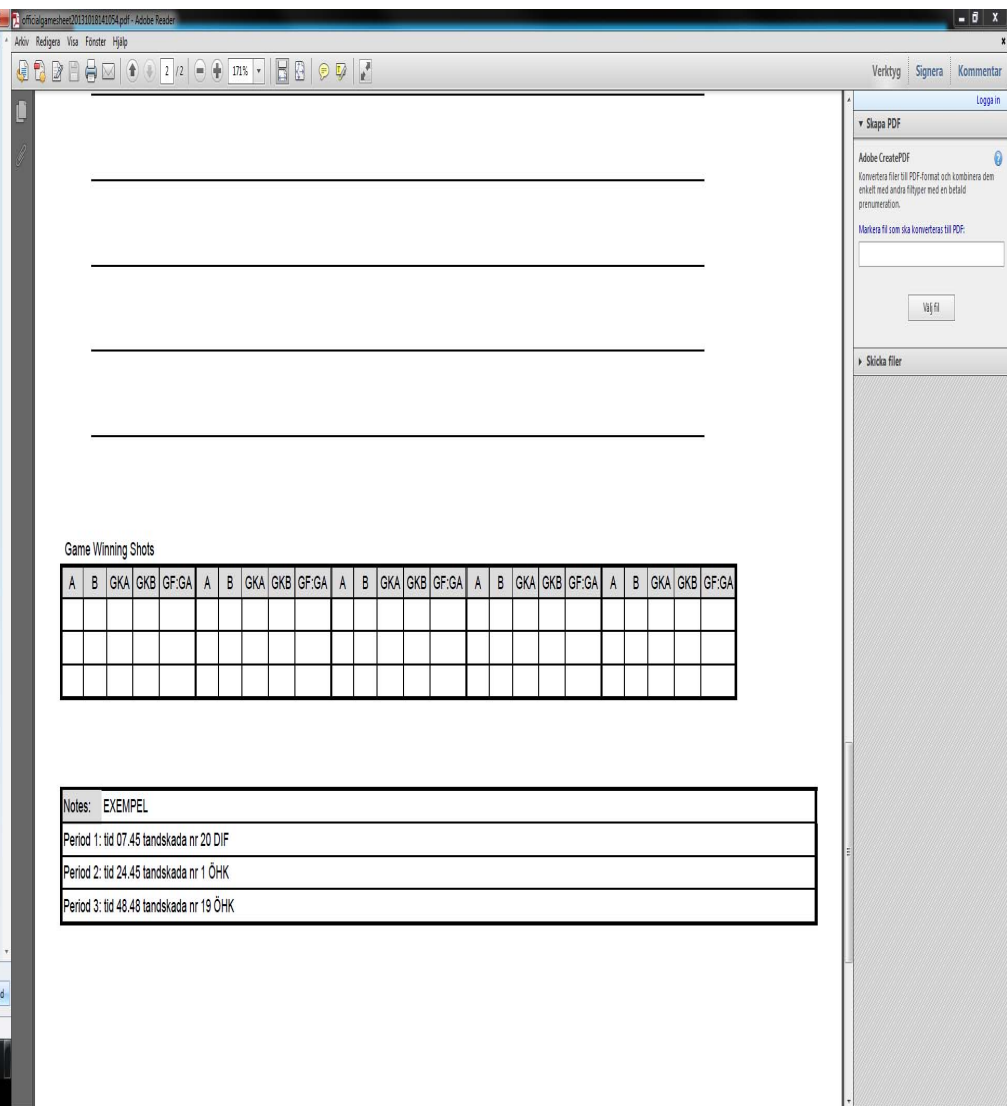 officialgamesheet20131018141054.pdf - Adobe Reader
Arkiv Redigera Visa Fönster Hjälp
2 /2 171% Verktyg Signera Kommentar
Logga in
Skapa PDF
Adobe CreatePDF
Konvertera filer till PDF-format och kombinera dem
enkelt med andra filtyper med en betald
prenumeration.
Markera fil som ska konverteras till PDF:
Välj fil
Skicka filer
Game Winning Shots
A B GKA GKB GF:GA A B GKA GKB GF:GA A B GKA GKB GF:GA A B GKA GKB GF:GA A B GKA GKB GF:GA
Notes: EXEMPEL
Period 1: tid 07.45 tandskada nr 20 DIF
Period 2: tid 24.45 tandskada nr 1 ÖHK
Period 3: tid 48.48 tandskada nr 19 ÖHK
d